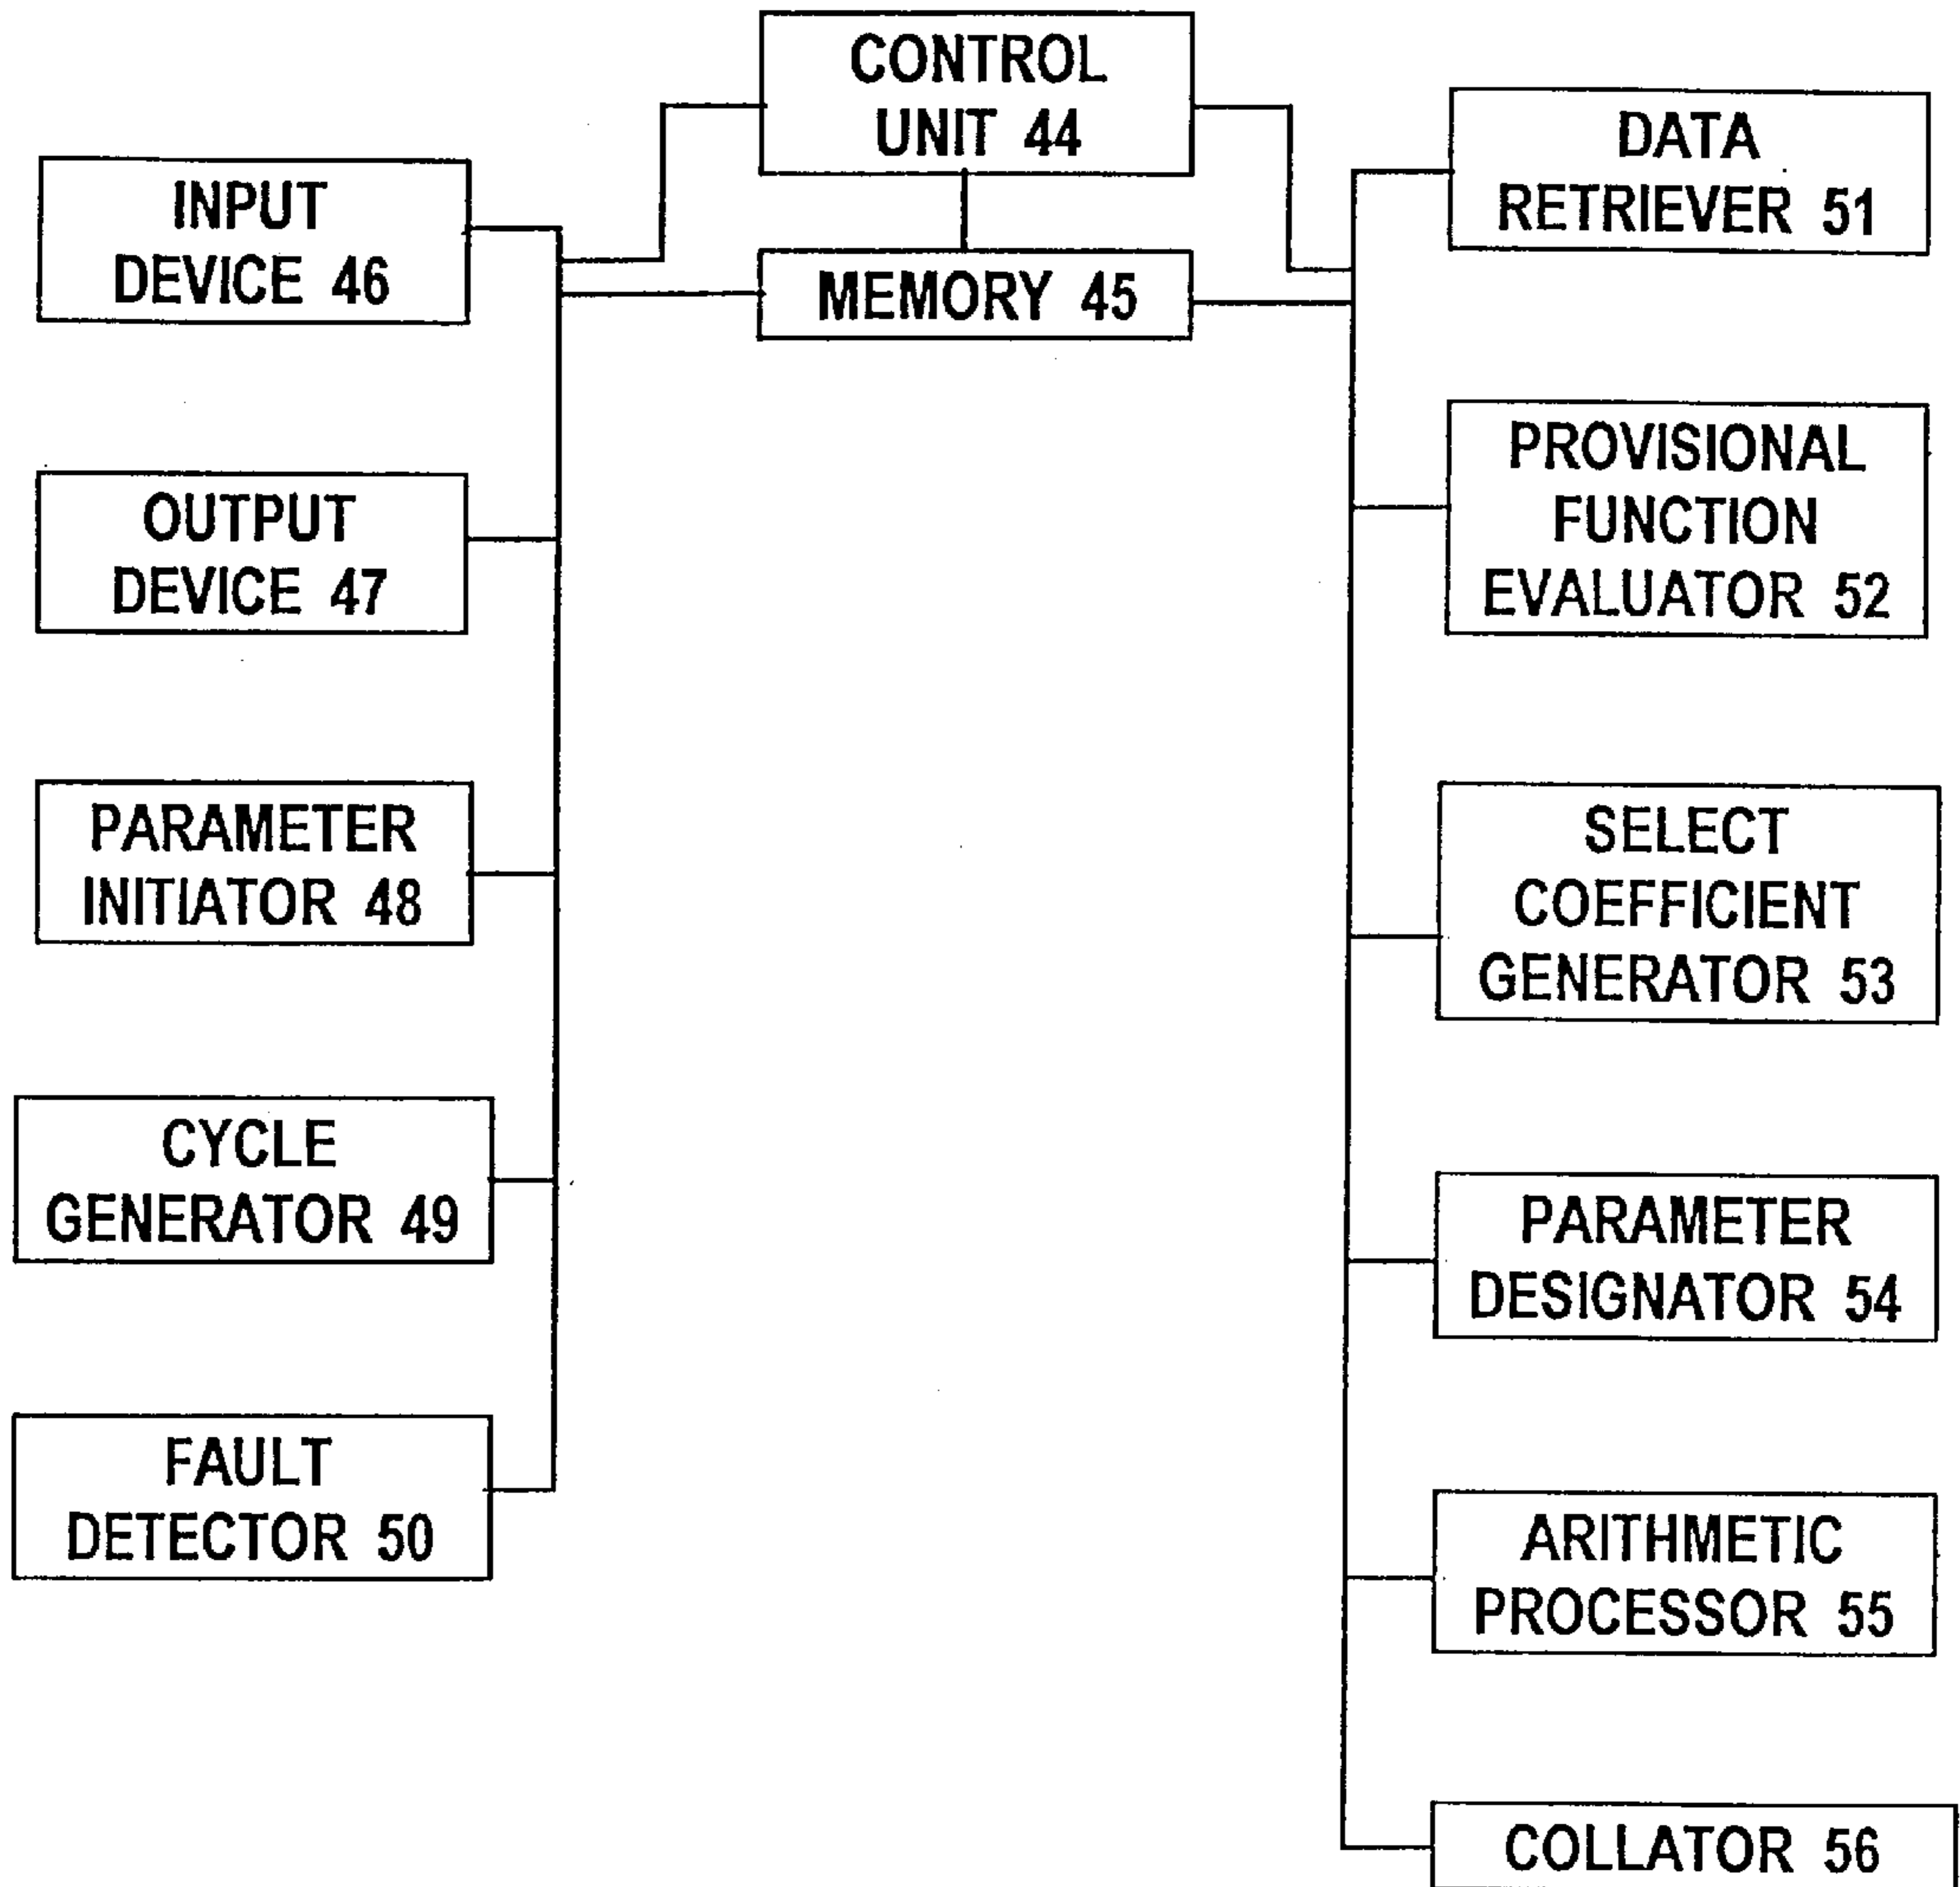 CONTROL
UNIT 44
MEMORY 45
INPUT
DEVICE 46
OUTPUT
DEVICE 47
PARAMETER
INITIATOR 48
CYCLE
GENERATOR 49
FAULT
DETECTOR 50
DATA
RETRIEVER 51
PROVISIONAL
FUNCTION
EVALUATOR 52
SELECT
COEFFICIENT
GENERATOR 53
PARAMETER
DESIGNATOR 54
ARITHMETIC
PROCESSOR 55
COLLATOR 56